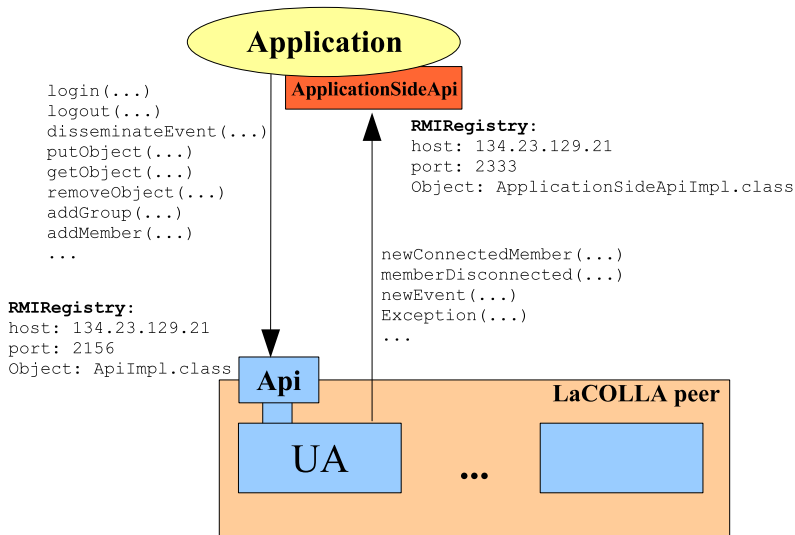 Application
ApplicationSideApi
login(...)
logout(...)
disseminateEvent(...)
putObject(...)
getObject(...)
removeObject(...)
addGroup(...)
addMember(...)
...
RMIRegistry:
host: 134.23.129.21
port: 2333
Object: ApplicationSideApiImpl.class
newConnectedMember(...)
memberDisconnected(...)
newEvent(...)
Exception(...)
...
RMIRegistry:
host: 134.23.129.21
port: 2156
Object: ApiImpl.class
Api
LaCOLLA peer
UA
...